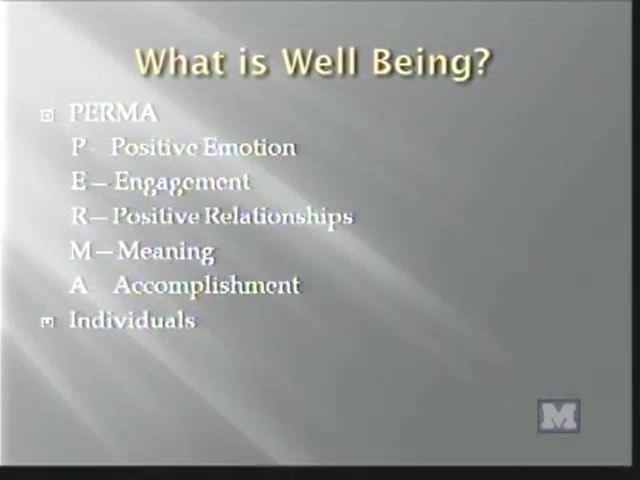 What is Well Being?
PERMA
P – Positive Emotion
E – Engagement
R – Positive Relationships
M – Meaning
A Accomplishment
Individuals
M